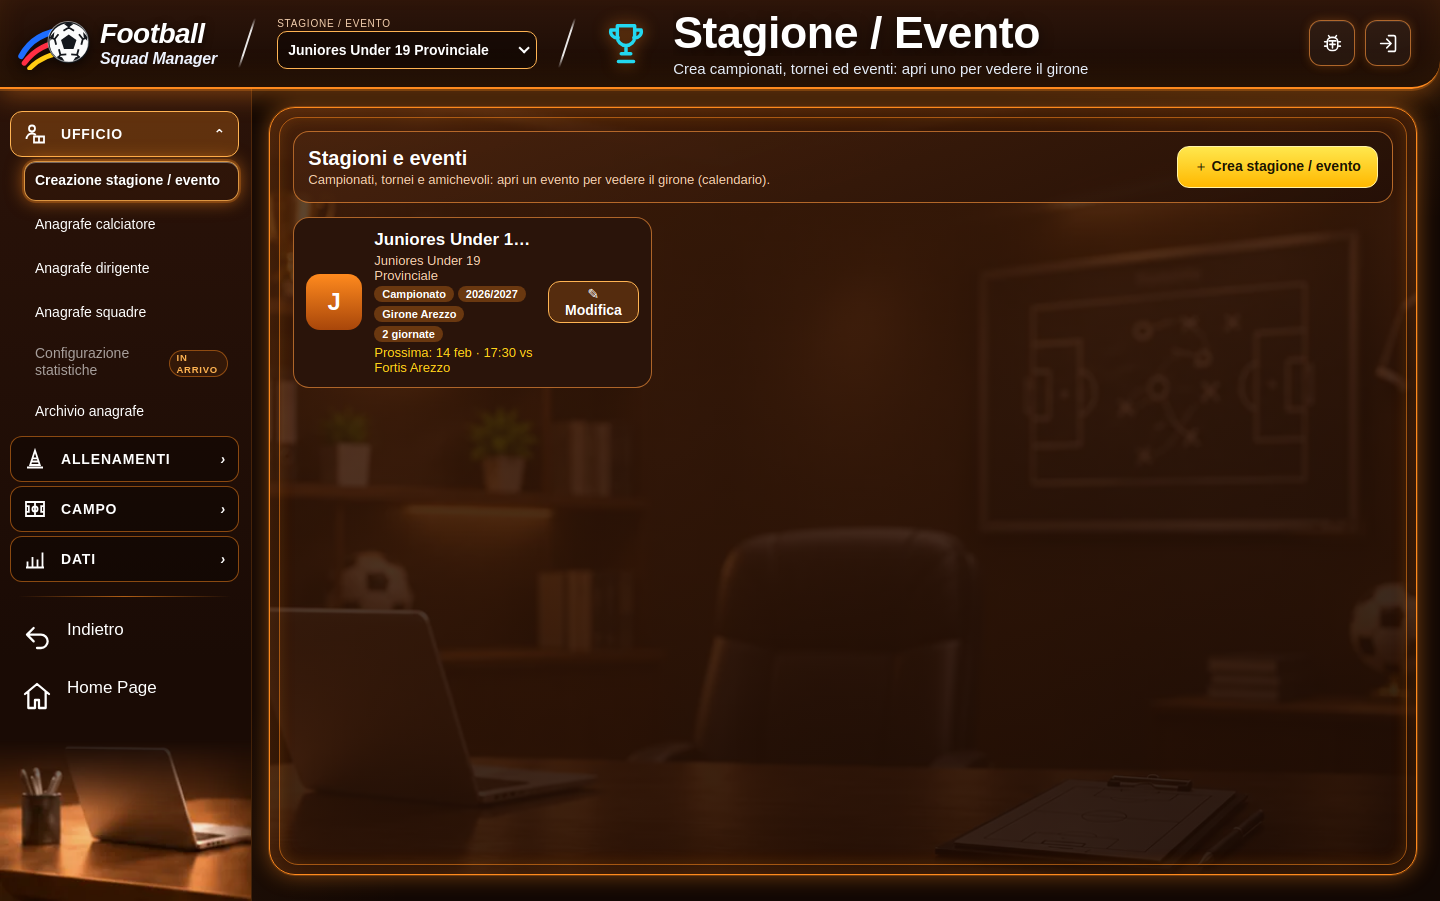 Football
Squad Manager
STAGIONE / EVENTO
Juniores Under 19 Provinciale
Stagione / Evento
Crea campionati, tornei ed eventi: apri uno per vedere il girone
UFFICIO
Creazione stagione / evento
Anagrafe calciatore
Anagrafe dirigente
Anagrafe squadre
Configurazione
statistiche
IN
ARRIVO
Archivio anagrafe
ALLENAMENTI
CAMPO
DATI
Indietro
Home Page
Stagioni e eventi
Campionati, tornei e amichevoli: apri un evento per vedere il girone (calendario).
+ Crea stagione / evento
J
Juniores Under 1…
Juniores Under 19
Provinciale
Campionato 2026/2027
Girone Arezzo
2 giornate
Prossima: 14 feb · 17:30 vs
Fortis Arezzo
✎
Modifica